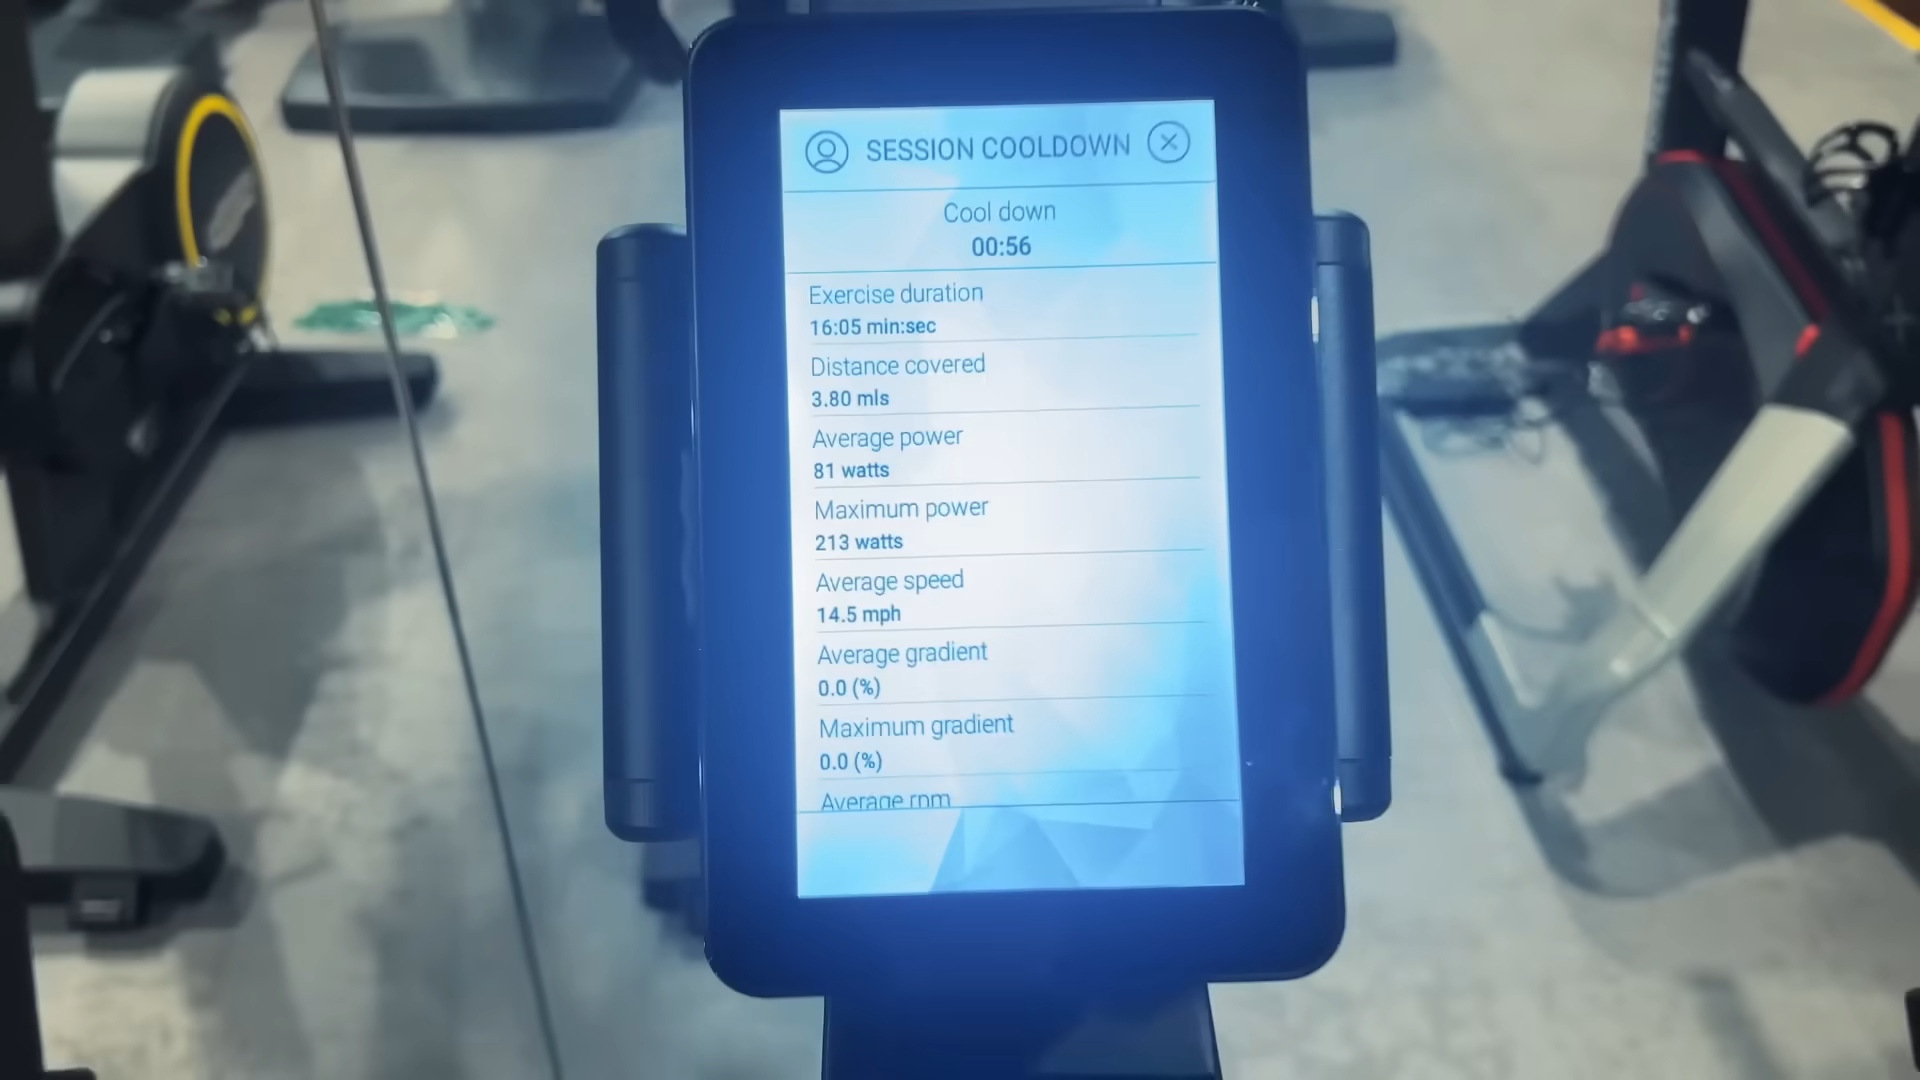 SESSION COOLDOWN
Cool down
00:56
Exercise duration
16:05 min:sec
Distance covered
3.80 mls
Average power
81 watts
Maximum power
213 watts
Average speed
14.5 mph
Average gradient
0.0 (%)
Maximum gradient
0.0 (%)
Average rpm